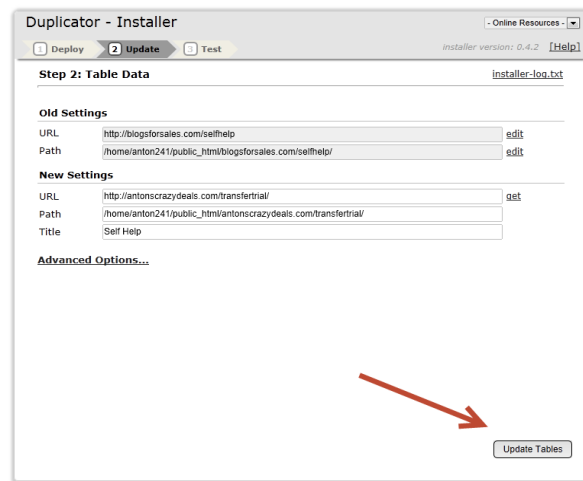 Duplicator - Installer
- Online Resources -
1 Deploy 2 Update 3 Test
installer version: 0.4.2 [Help]
Step 2: Table Data installer-log.txt
Old Settings
URL http://blogsforsales.com/selfhelp edit
Path /home/anton241/public_html/blogsforsales.com/selfhelp/ edit
New Settings
URL http://antonscrazydeals.com/transfertrial/ get
Path /home/anton241/public_html/antonscrazydeals.com/transfertrial/
Title Self Help
Advanced Options...
Update Tables